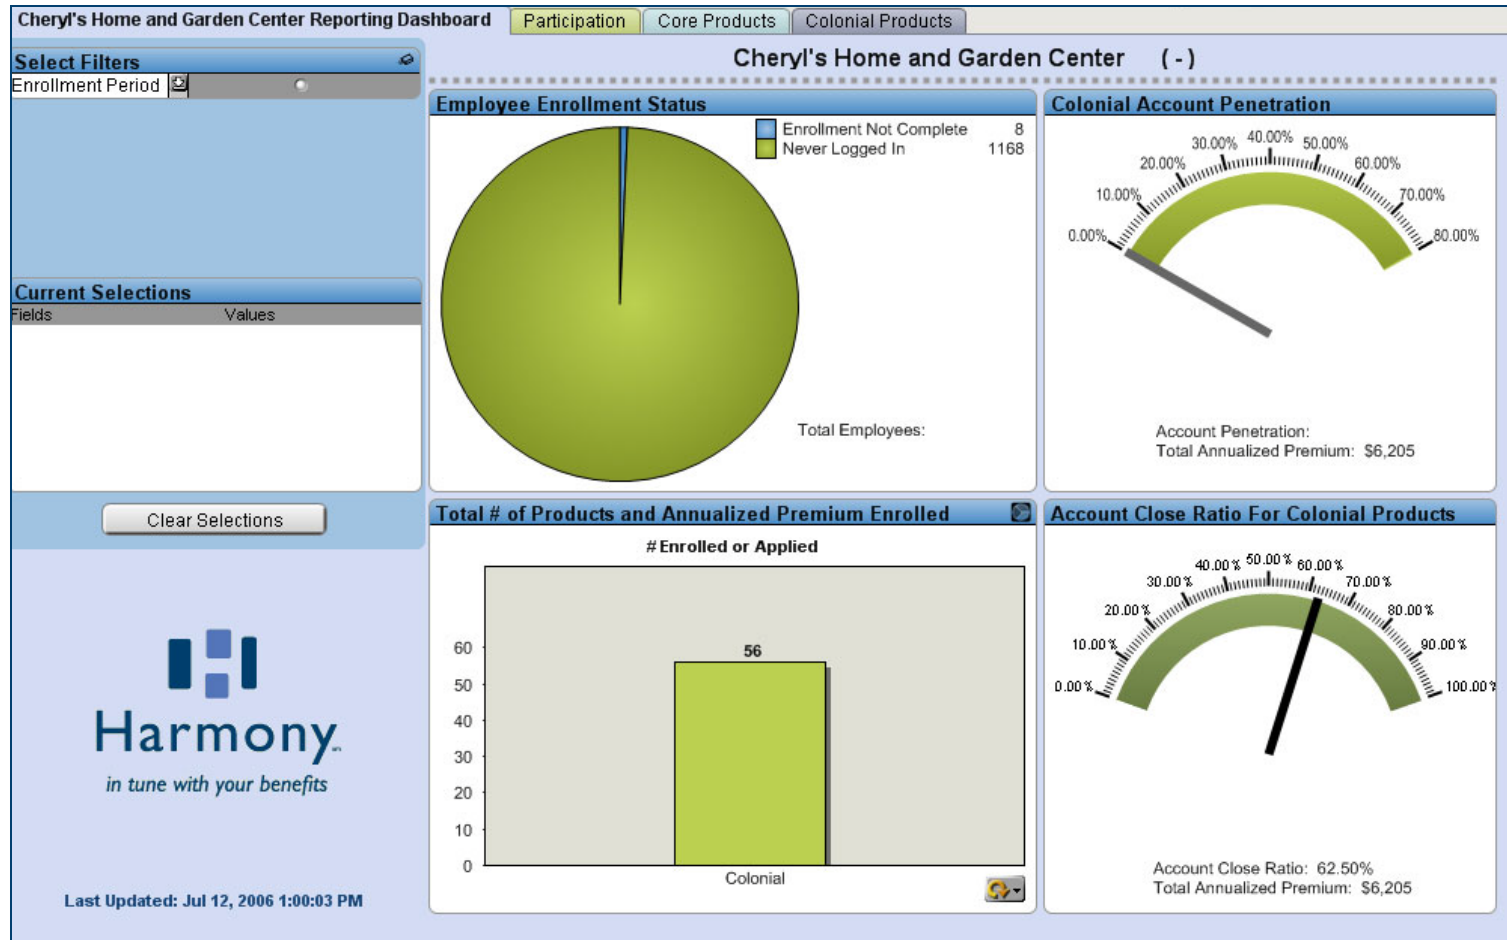 Cheryl's Home and Garden Center Reporting Dashboard
Participation
Core Products
Colonial Products
Select Filters
Enrollment Period
Current Selections
Fields Values
Clear Selections
Harmony
in tune with your benefits
Last Updated: Jul 12, 2006 1:00:03 PM
Cheryl's Home and Garden Center (-)
Employee Enrollment Status
Enrollment Not Complete 8
Never Logged In 1168
Total Employees:
Colonial Account Penetration
0.00%
10.00%
20.00%
30.00%
40.00%
50.00%
60.00%
70.00%
80.00%
Account Penetration:
Total Annualized Premium: $6,205
Total # of Products and Annualized Premium Enrolled
# Enrolled or Applied
60
50
40
30
20
10
0
56
Colonial
Account Close Ratio For Colonial Products
0.00%
10.00%
20.00%
30.00%
40.00%
50.00%
60.00%
70.00%
80.00%
90.00%
100.00%
Account Close Ratio: 62.50%
Total Annualized Premium: $6,205